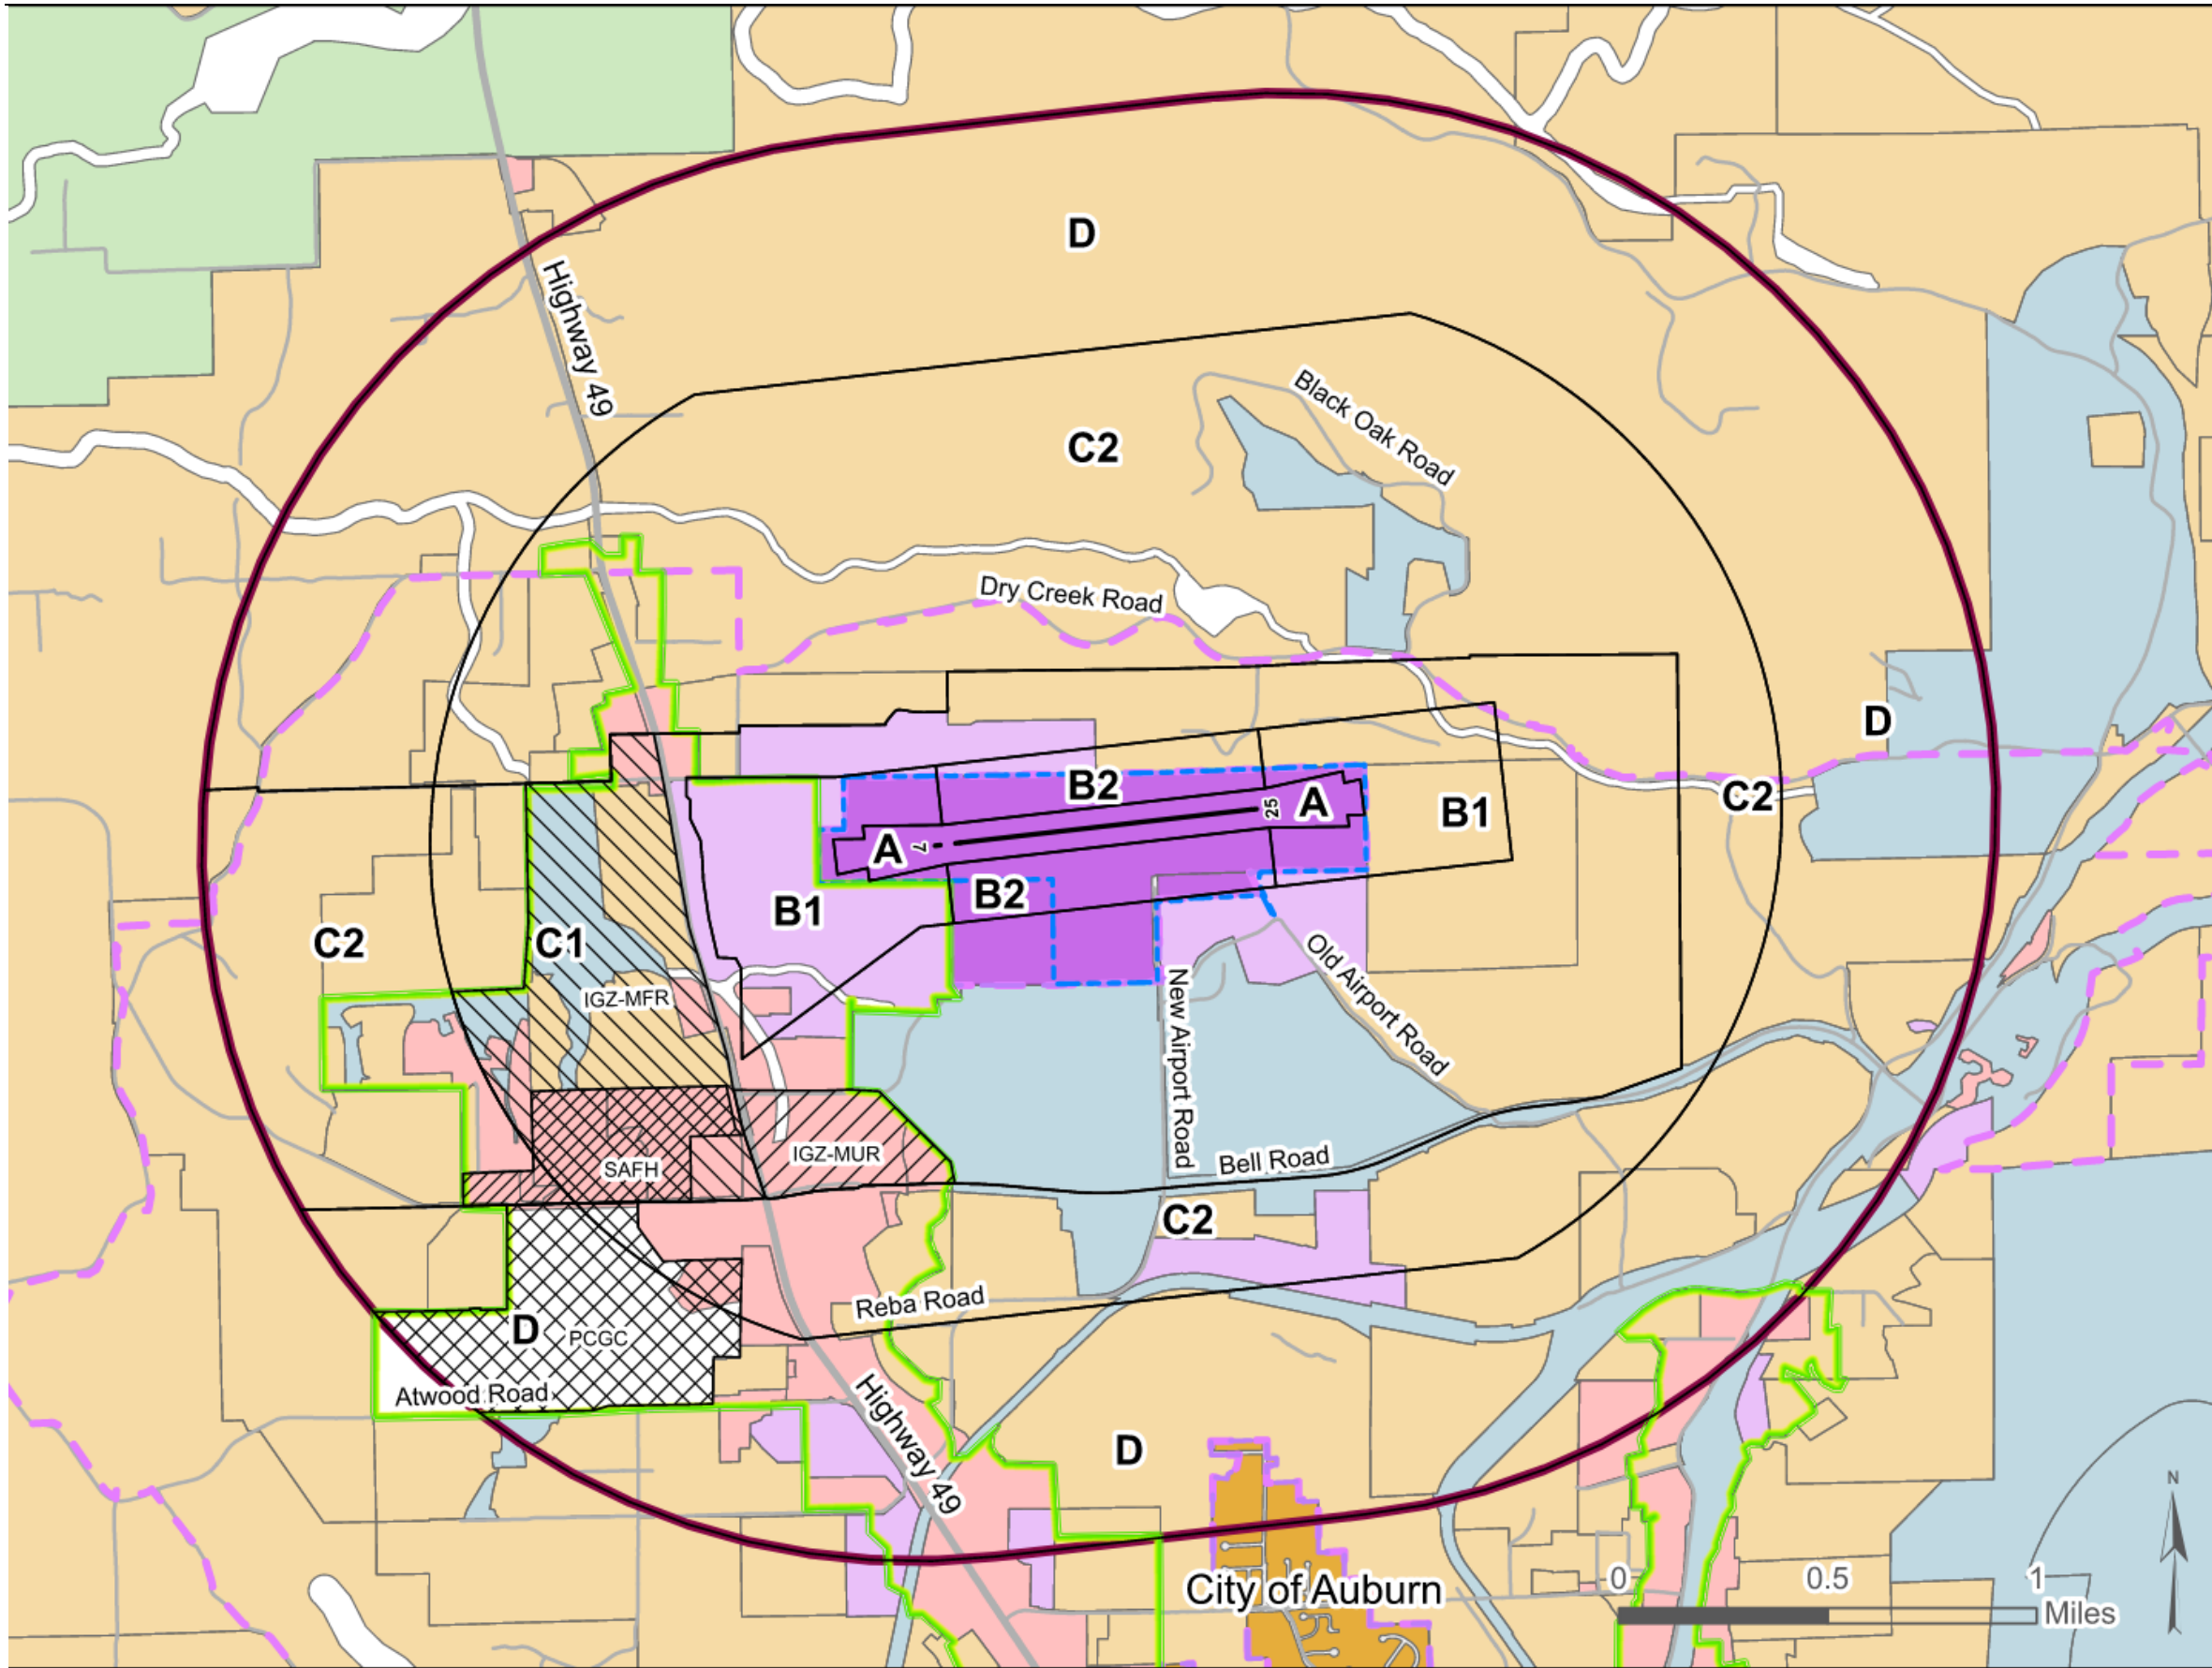 D
Highway 49
Black Oak Road
C2
Dry Creek Road
D
B2
C2
25
A
B1
A
7
B2
B1
C2
C1
Old Airport Road
New Airport Road
IGZ-MFR
IGZ-MUR
SAFH
Bell Road
C2
Reba Road
D
PCGC
Atwood Road
Highway 49
D
N
City of Auburn
0
0.5
1
Miles